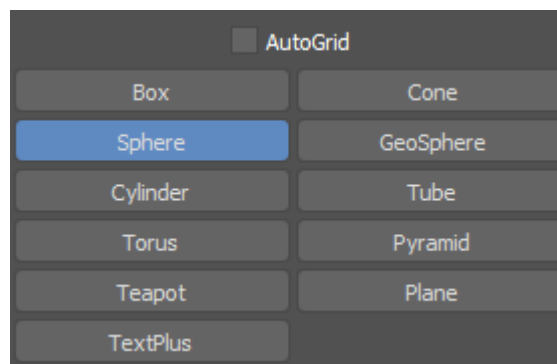 AutoGrid
Box Cone
Sphere GeoSphere
Cylinder Tube
Torus Pyramid
Teapot Plane
TextPlus